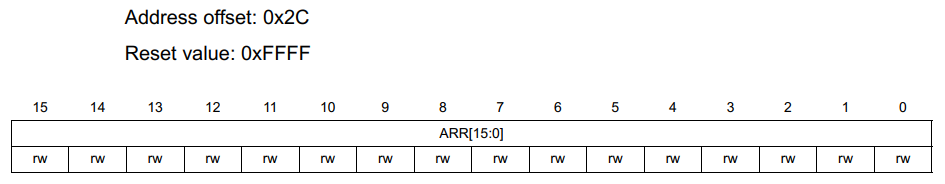 Address offset: 0x2C
Reset value: 0xFFFF
15 14 13 12 11 10 9 8 7 6 5 4 3 2 1 0
ARR[15:0]
rw rw rw rw rw rw rw rw rw rw rw rw rw rw rw rw